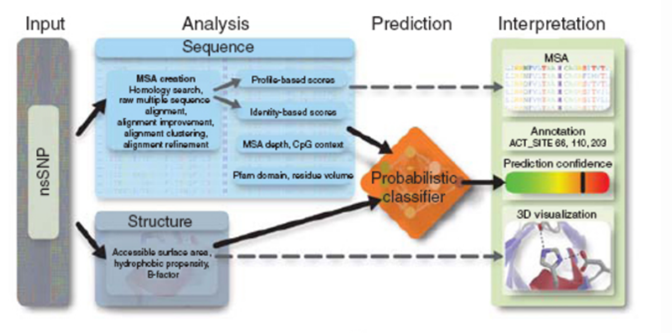 Input
Analysis
Prediction
Interpretation
nsSNP
Sequence
MSA creation
Homology search,
raw multiple sequence
alignment,
alignment improvement,
alignment clustering,
alignment refinement
Profile-based scores
Identity-based scores
MSA depth, CpG context
Pfam domain, residue volume
Structure
Accessible surface area,
hydrophobic propensity,
B-factor
Probabilistic
classifier
MSA
Annotation
ACT_SITE 66, 110, 203
Prediction confidence
3D visualization